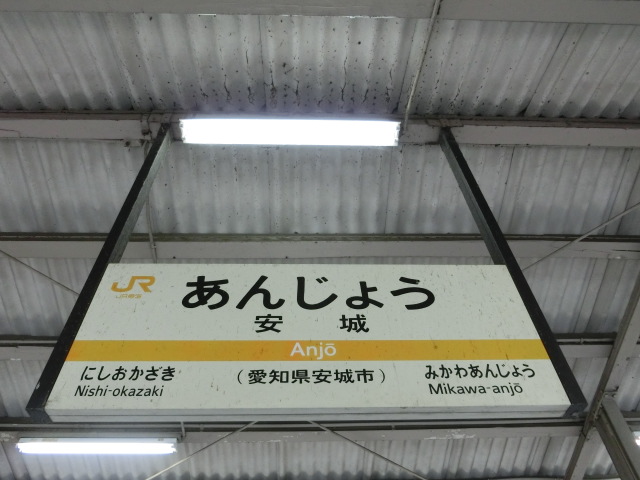 JR
JR東海
あんじょう
安城
Anjō
にしおかざき
Nishi-okazaki
(愛知県安城市)
みかわあんじょう
Mikawa-anjō